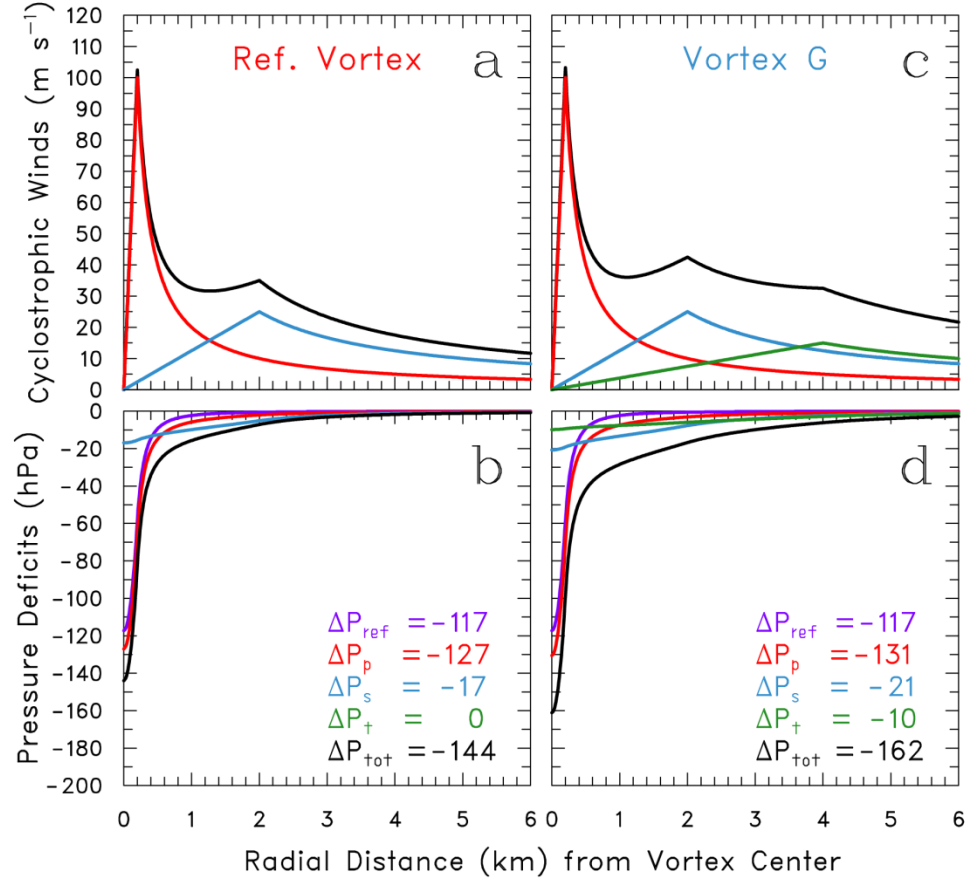 Cyclostrophic Winds (m s⁻¹)
120
110
100
90
80
70
60
50
40
30
20
10
0
Ref. Vortex
a
Vortex G
c
Pressure Deficits (hPa)
0
-20
-40
-60
-80
-100
-120
-140
-160
-180
-200
b
ΔP_ref = -117
ΔP_p = -127
ΔP_s = -17
ΔP_t = 0
ΔP_tot = -144
d
ΔP_ref = -117
ΔP_p = -131
ΔP_s = -21
ΔP_t = -10
ΔP_tot = -162
0 1 2 3 4 5 6 0 1 2 3 4 5 6
Radial Distance (km) from Vortex Center